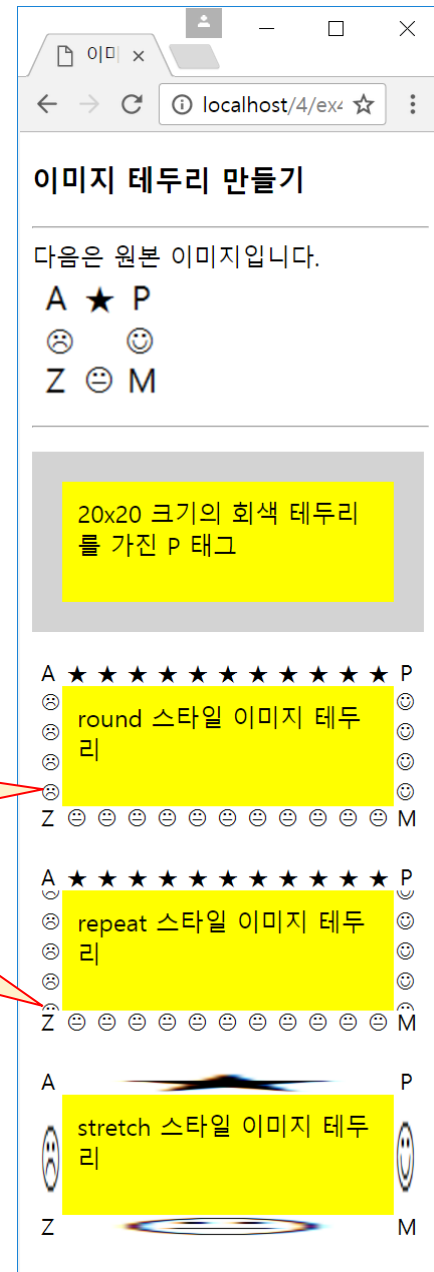 이미
localhost/4/ex4
이미지 테두리 만들기
다음은 원본 이미지입니다.
A ★ P
☹ ☺
Z 😐 M
20x20 크기의 회색 테두리
를 가진 P 태그
A ★ ★ ★ ★ ★ ★ ★ ★ ★ ★ ★ P
round 스타일 이미지 테두
리
Z 😐 😐 😐 😐 😐 😐 😐 😐 😐 😐 😐 M
A ★ ★ ★ ★ ★ ★ ★ ★ ★ ★ ★ P
repeat 스타일 이미지 테두
리
Z 😐 😐 😐 😐 😐 😐 😐 😐 😐 😐 😐 M
A P
stretch 스타일 이미지 테두
리
Z M